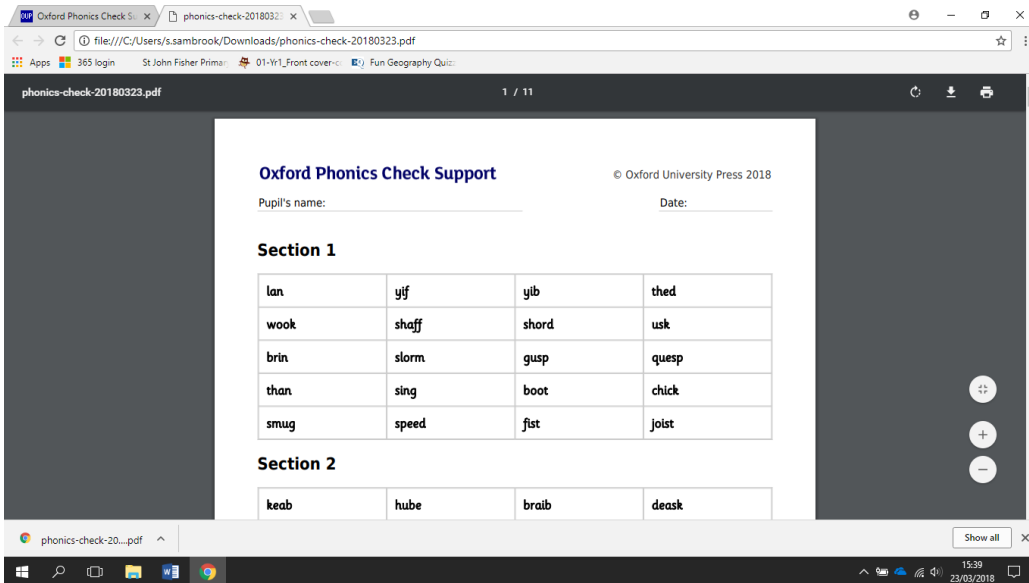 OUP Oxford Phonics Check Su phonics-check-20180323
file:///C:/Users/s.sambrook/Downloads/phonics-check-20180323.pdf
Apps 365 login St John Fisher Primar 01-Yr1_Front cover-c Fun Geography Quiz
phonics-check-20180323.pdf 1 / 11
Oxford Phonics Check Support © Oxford University Press 2018
Pupil's name: Date:
Section 1
lan yif yib thed
wook shaff shord usk
brin slorm gusp quesp
than sing boot chick
smug speed fist joist
Section 2
keab hube braib deask
phonics-check-20....pdf Show all
15:39
23/03/2018